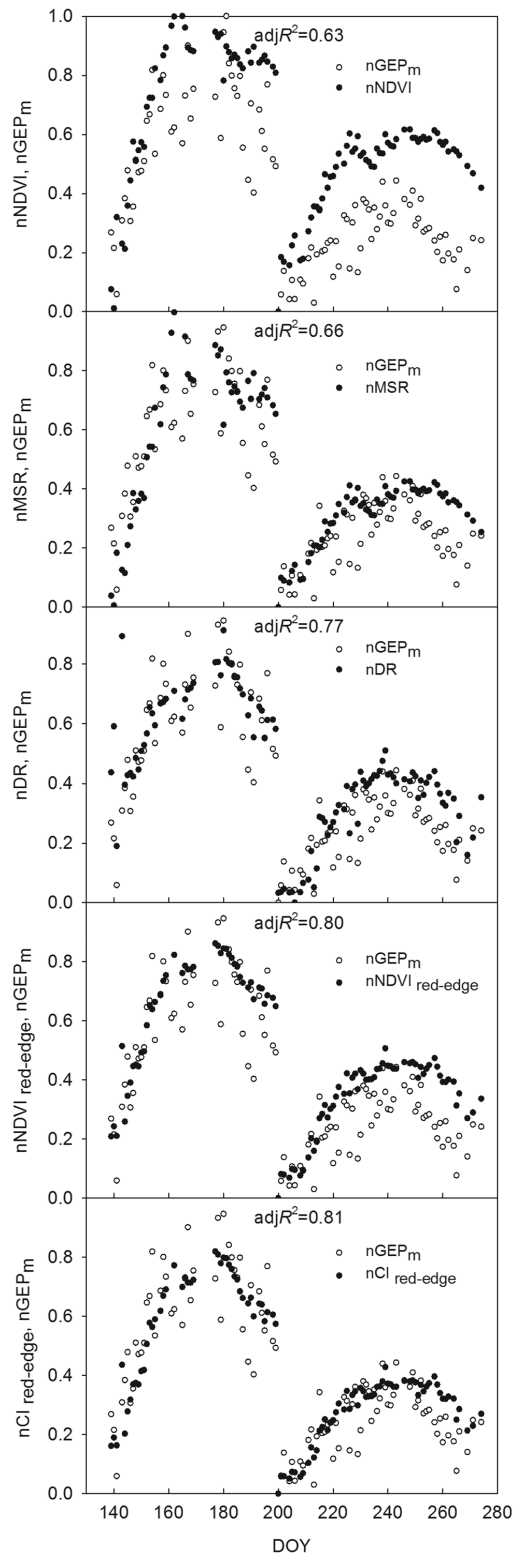 adjR²=0.63
nGEPm
nNDVI
1.0
0.8
0.6
0.4
0.2
0.0
nNDVI, nGEPm
adjR²=0.66
nGEPm
nMSR
0.8
0.6
0.4
0.2
0.0
nMSR, nGEPm
adjR²=0.77
nGEPm
nDR
0.8
0.6
0.4
0.2
0.0
nDR, nGEPm
adjR²=0.80
nGEPm
nNDVI red-edge
0.8
0.6
0.4
0.2
0.0
nNDVI red-edge, nGEPm
adjR²=0.81
nGEPm
nCI red-edge
0.8
0.6
0.4
0.2
0.0
nCI red-edge, nGEPm
140 160 180 200 220 240 260 280
DOY